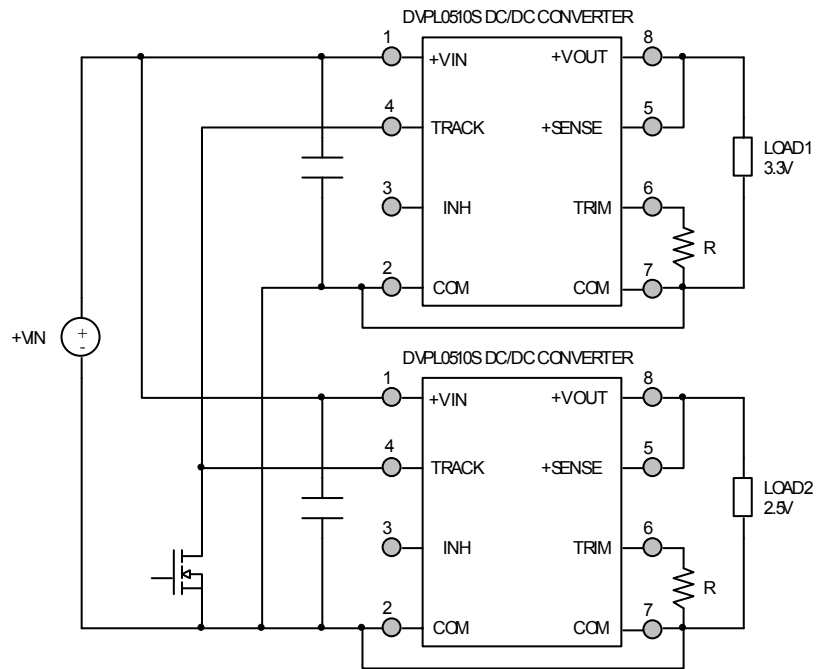 DVPL0510S DC/DC CONVERTER
1
+VIN
+VOUT
8
4
TRACK
+SENSE
5
LOAD1
3.3V
3
INH
TRIM
6
R
2
COM
COM
7
+VIN
+
-
DVPL0510S DC/DC CONVERTER
1
+VIN
+VOUT
8
4
TRACK
+SENSE
5
LOAD2
2.5V
3
INH
TRIM
6
R
2
COM
COM
7